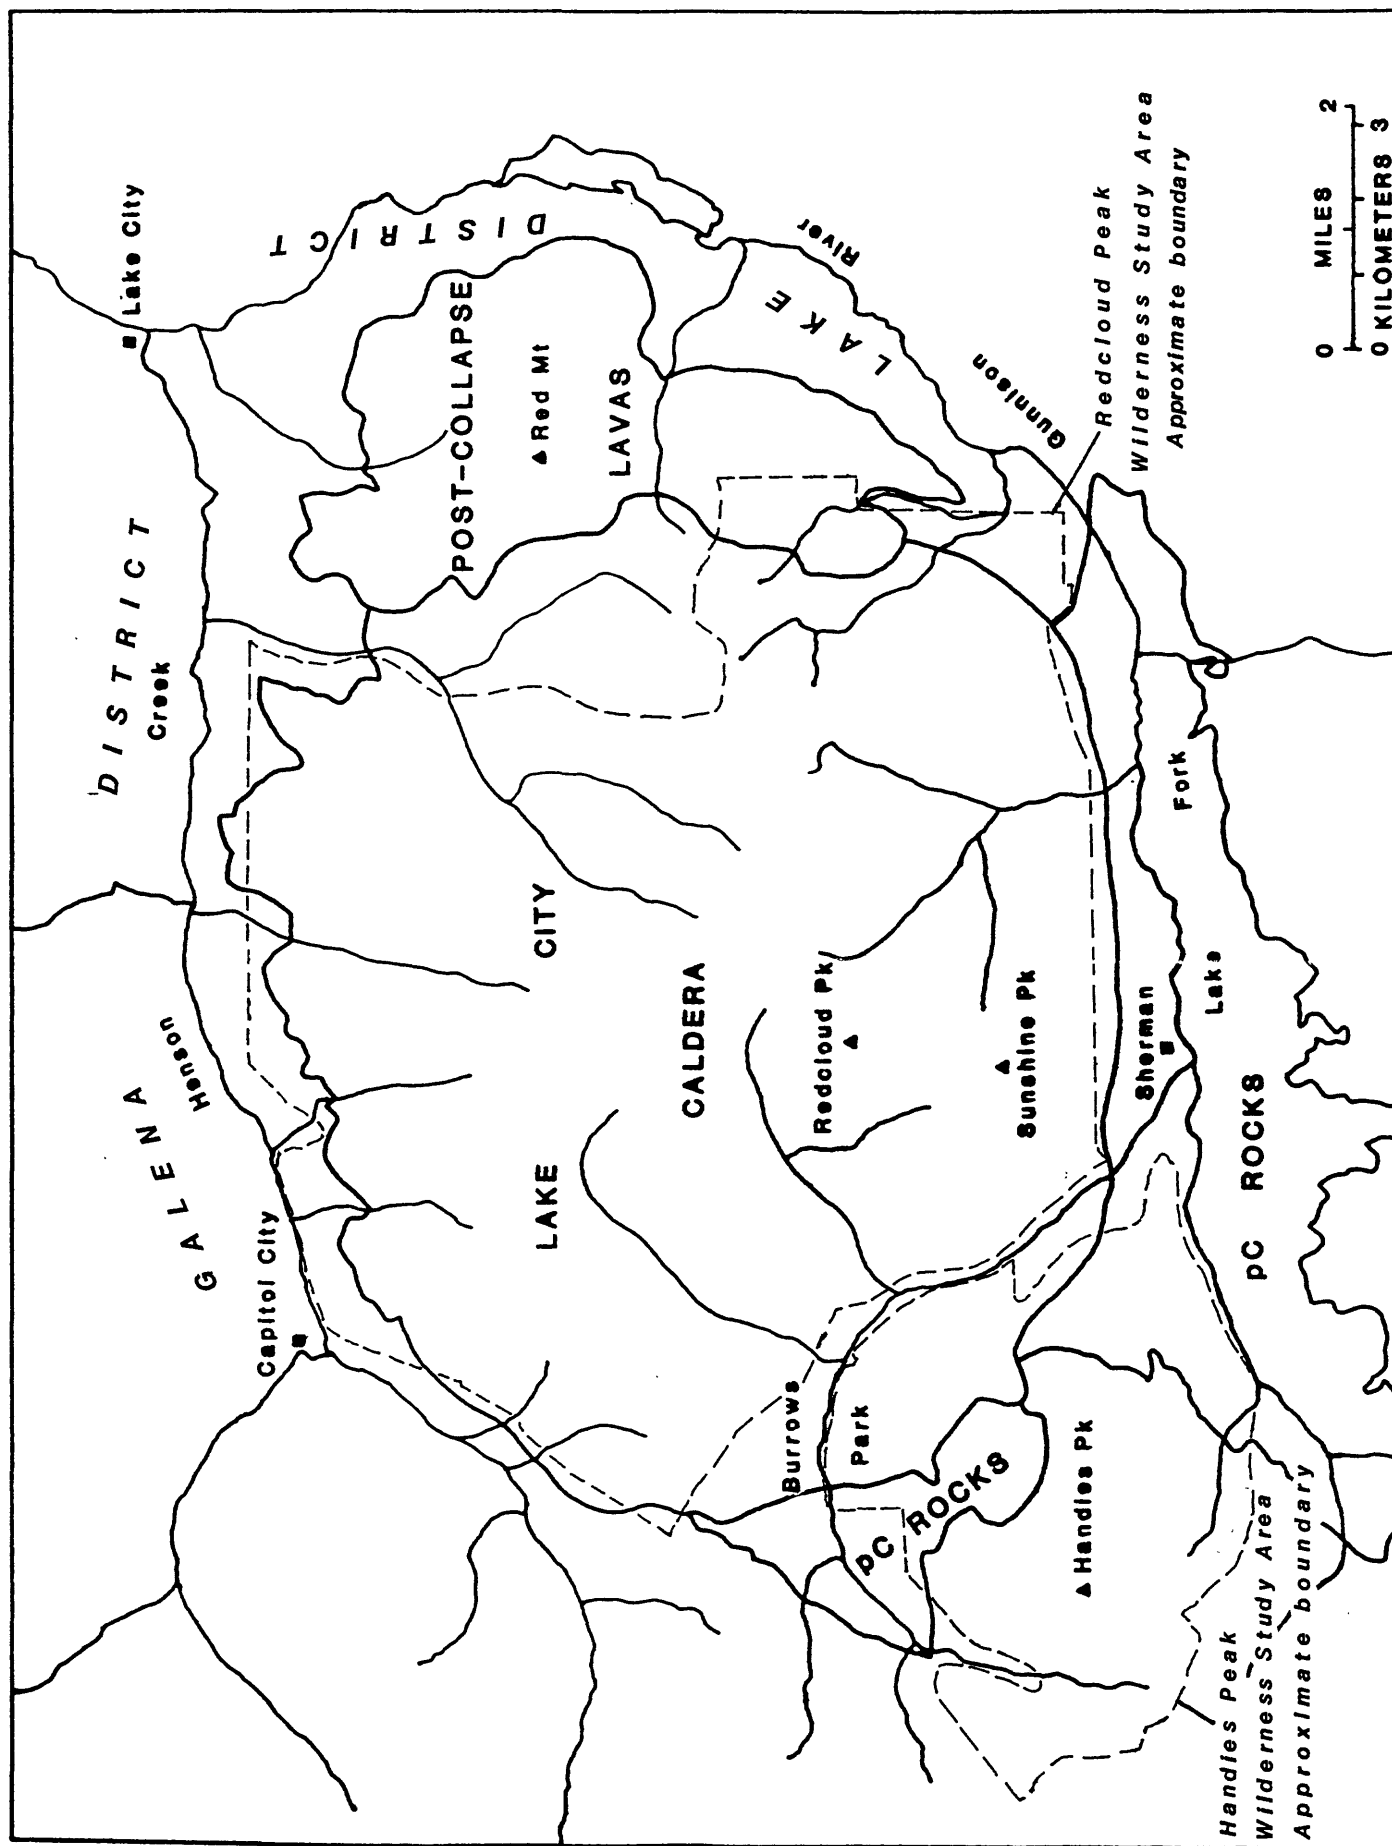 Lake City
DISTRICT
Creek
GALENA
Henson
Capitol City
LAKE DISTRICT
POST-COLLAPSE
LAVAS
Red Mt
River
Gunnison
LAKE CITY
CALDERA
Redcloud Pk
Sunshine Pk
Burrows
Park
pC ROCKS
Handies Pk
Sherman
Lake
Fork
pC ROCKS
Redcloud Peak
Wilderness Study Area
Approximate boundary
Handies Peak
Wilderness Study Area
Approximate boundary
0 MILES 2
0 KILOMETERS 3